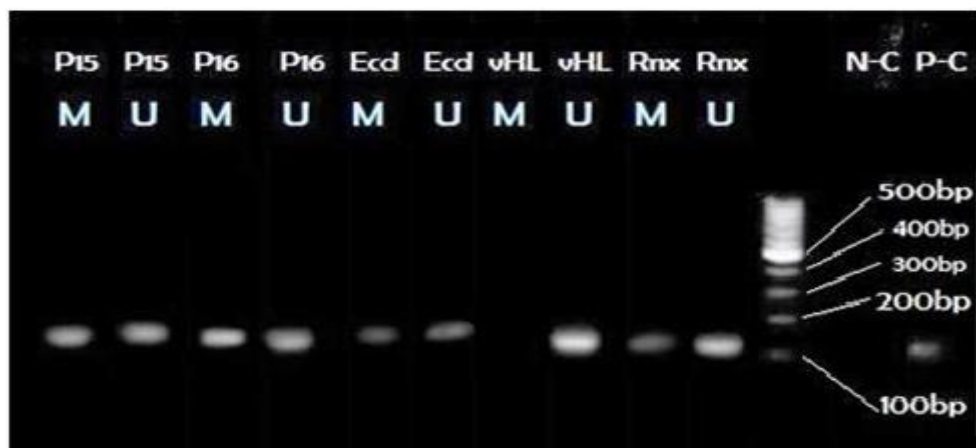 P15 P15 P16 P16 Ecd Ecd vHL vHL Rnx Rnx N-C P-C
M U M U M U M U M U
500bp
400bp
300bp
200bp
100bp